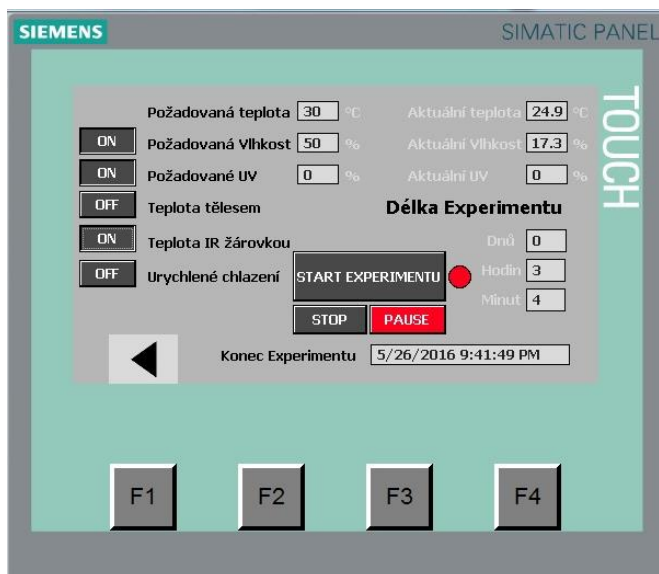 SIEMENS SIMATIC PANEL
TOUCH
Požadovaná teplota 30 °C Aktuální teplota 24.9 °C
ON Požadovaná Vlhkost 50 % Aktuální Vlhkost 17.3 %
ON Požadované UV 0 % Aktuální UV 0 %
OFF Teplota tělesem Délka Experimentu
ON Teplota IR žárovkou Dnů 0
OFF Urychlené chlazení START EXPERIMENTU Hodin 3
Minut 4
STOP PAUSE
Konec Experimentu 5/26/2016 9:41:49 PM
F1 F2 F3 F4